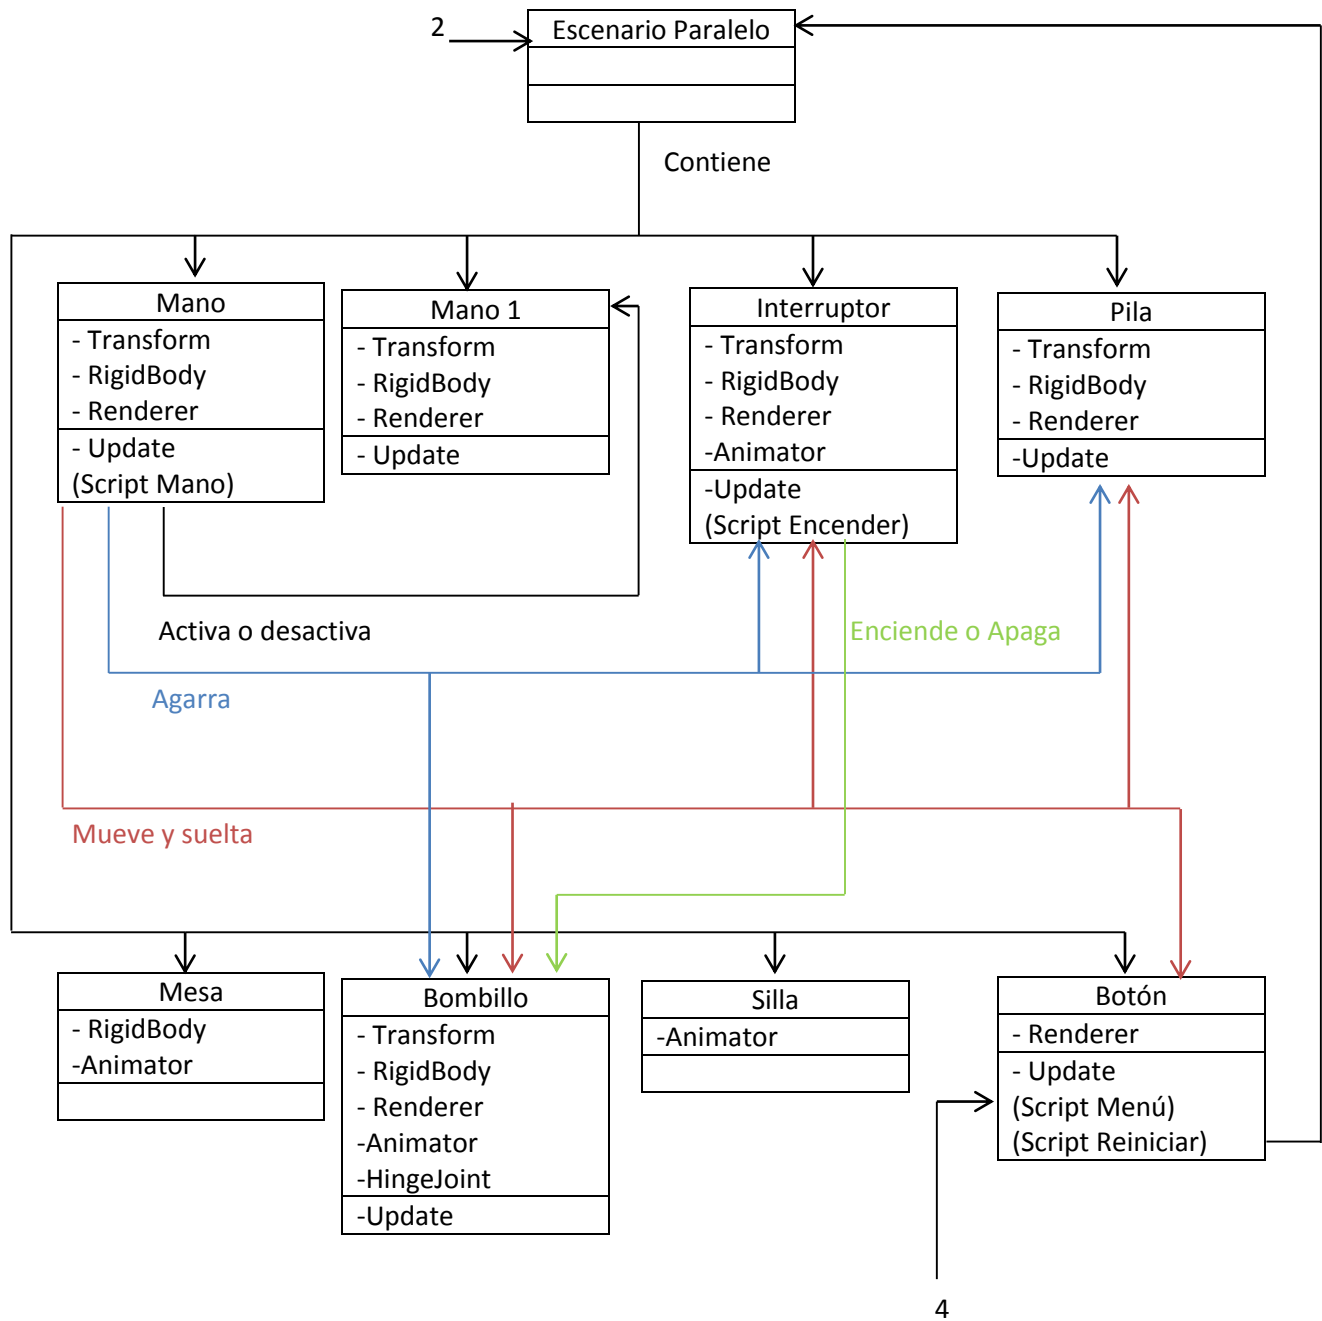 2
Escenario Paralelo
Contiene
Mano
- Transform
- RigidBody
- Renderer
- Update
(Script Mano)
Mano 1
- Transform
- RigidBody
- Renderer
- Update
Interruptor
- Transform
- RigidBody
- Renderer
-Animator
-Update
(Script Encender)
Pila
- Transform
- RigidBody
- Renderer
-Update
Activa o desactiva
Enciende o Apaga
Agarra
Mueve y suelta
Mesa
- RigidBody
-Animator
Bombillo
- Transform
- RigidBody
- Renderer
-Animator
-HingeJoint
-Update
Silla
-Animator
Botón
- Renderer
- Update
(Script Menú)
(Script Reiniciar)
4